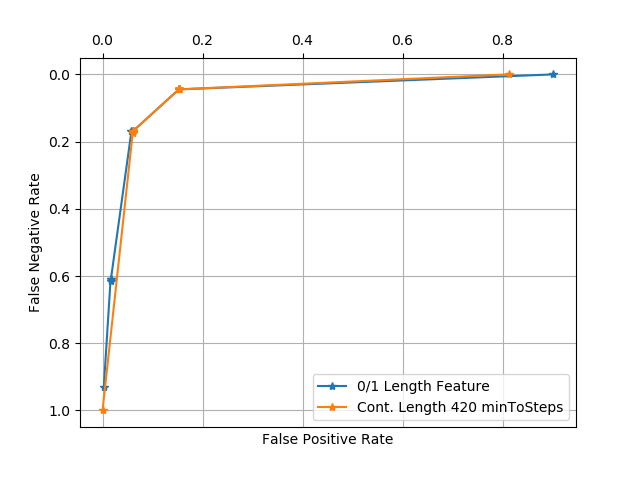 0.0 0.2 0.4 0.6 0.8
0.0
0.2
0.4
0.6
0.8
1.0
False Negative Rate
0/1 Length Feature
Cont. Length 420 minToSteps
False Positive Rate